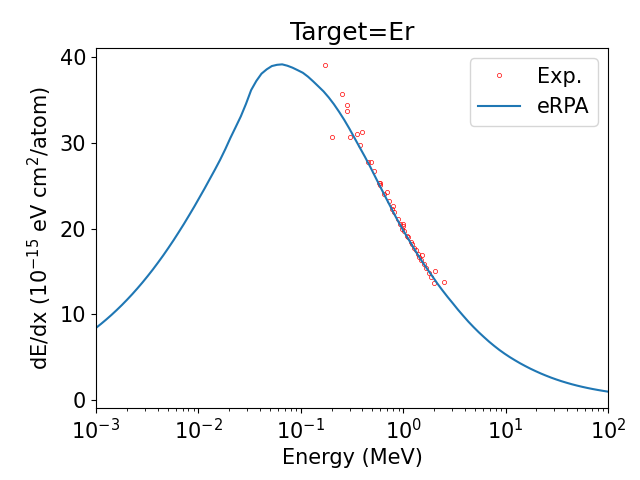 Target=Er
dE/dx (10⁻¹⁵ eV cm²/atom)
40
30
20
10
0
Exp.
eRPA
10⁻³ 10⁻² 10⁻¹ 10⁰ 10¹ 10²
Energy (MeV)